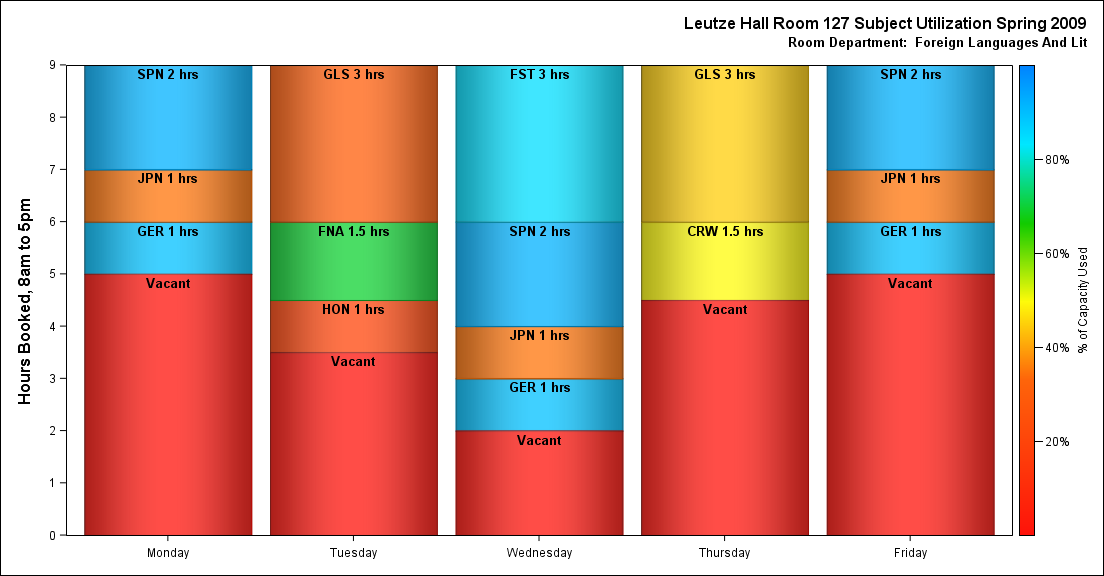 Leutze Hall Room 127 Subject Utilization Spring 2009
Room Department: Foreign Languages And Lit
Hours Booked, 8am to 5pm
9
8
7
6
5
4
3
2
1
0
SPN 2 hrs
JPN 1 hrs
GER 1 hrs
Vacant
GLS 3 hrs
FNA 1.5 hrs
HON 1 hrs
Vacant
FST 3 hrs
SPN 2 hrs
JPN 1 hrs
GER 1 hrs
Vacant
GLS 3 hrs
CRW 1.5 hrs
Vacant
SPN 2 hrs
JPN 1 hrs
GER 1 hrs
Vacant
Monday
Tuesday
Wednesday
Thursday
Friday
80%
60%
40%
20%
% of Capacity Used